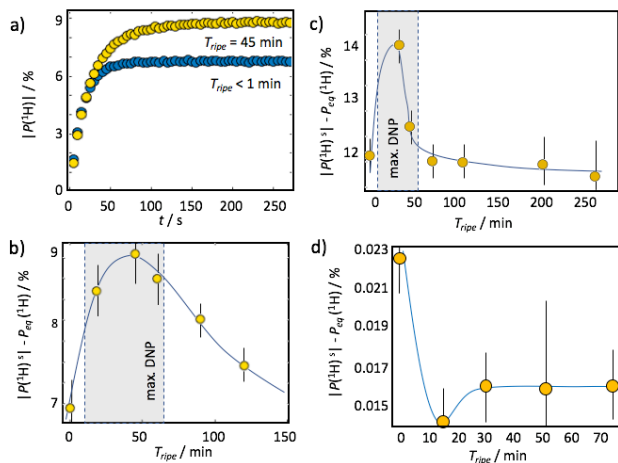 a)
|P(¹H)| / %
9
6
3
0
T_ripe = 45 min
T_ripe < 1 min
0 50 100 150 200 250
t / s
b)
|P(¹H)ˢ| - P_eq(¹H) / %
9
8
7
max. DNP
0 50 100 150
T_ripe / min
c)
|P(¹H)ˢ| - P_eq(¹H) / %
14
13
12
max. DNP
0 50 100 150 200 250
T_ripe / min
d)
|P(¹H)ˢ| - P_eq(¹H) / %
0.023
0.021
0.019
0.017
0.015
0 10 20 30 40 50 60 70
T_ripe / min